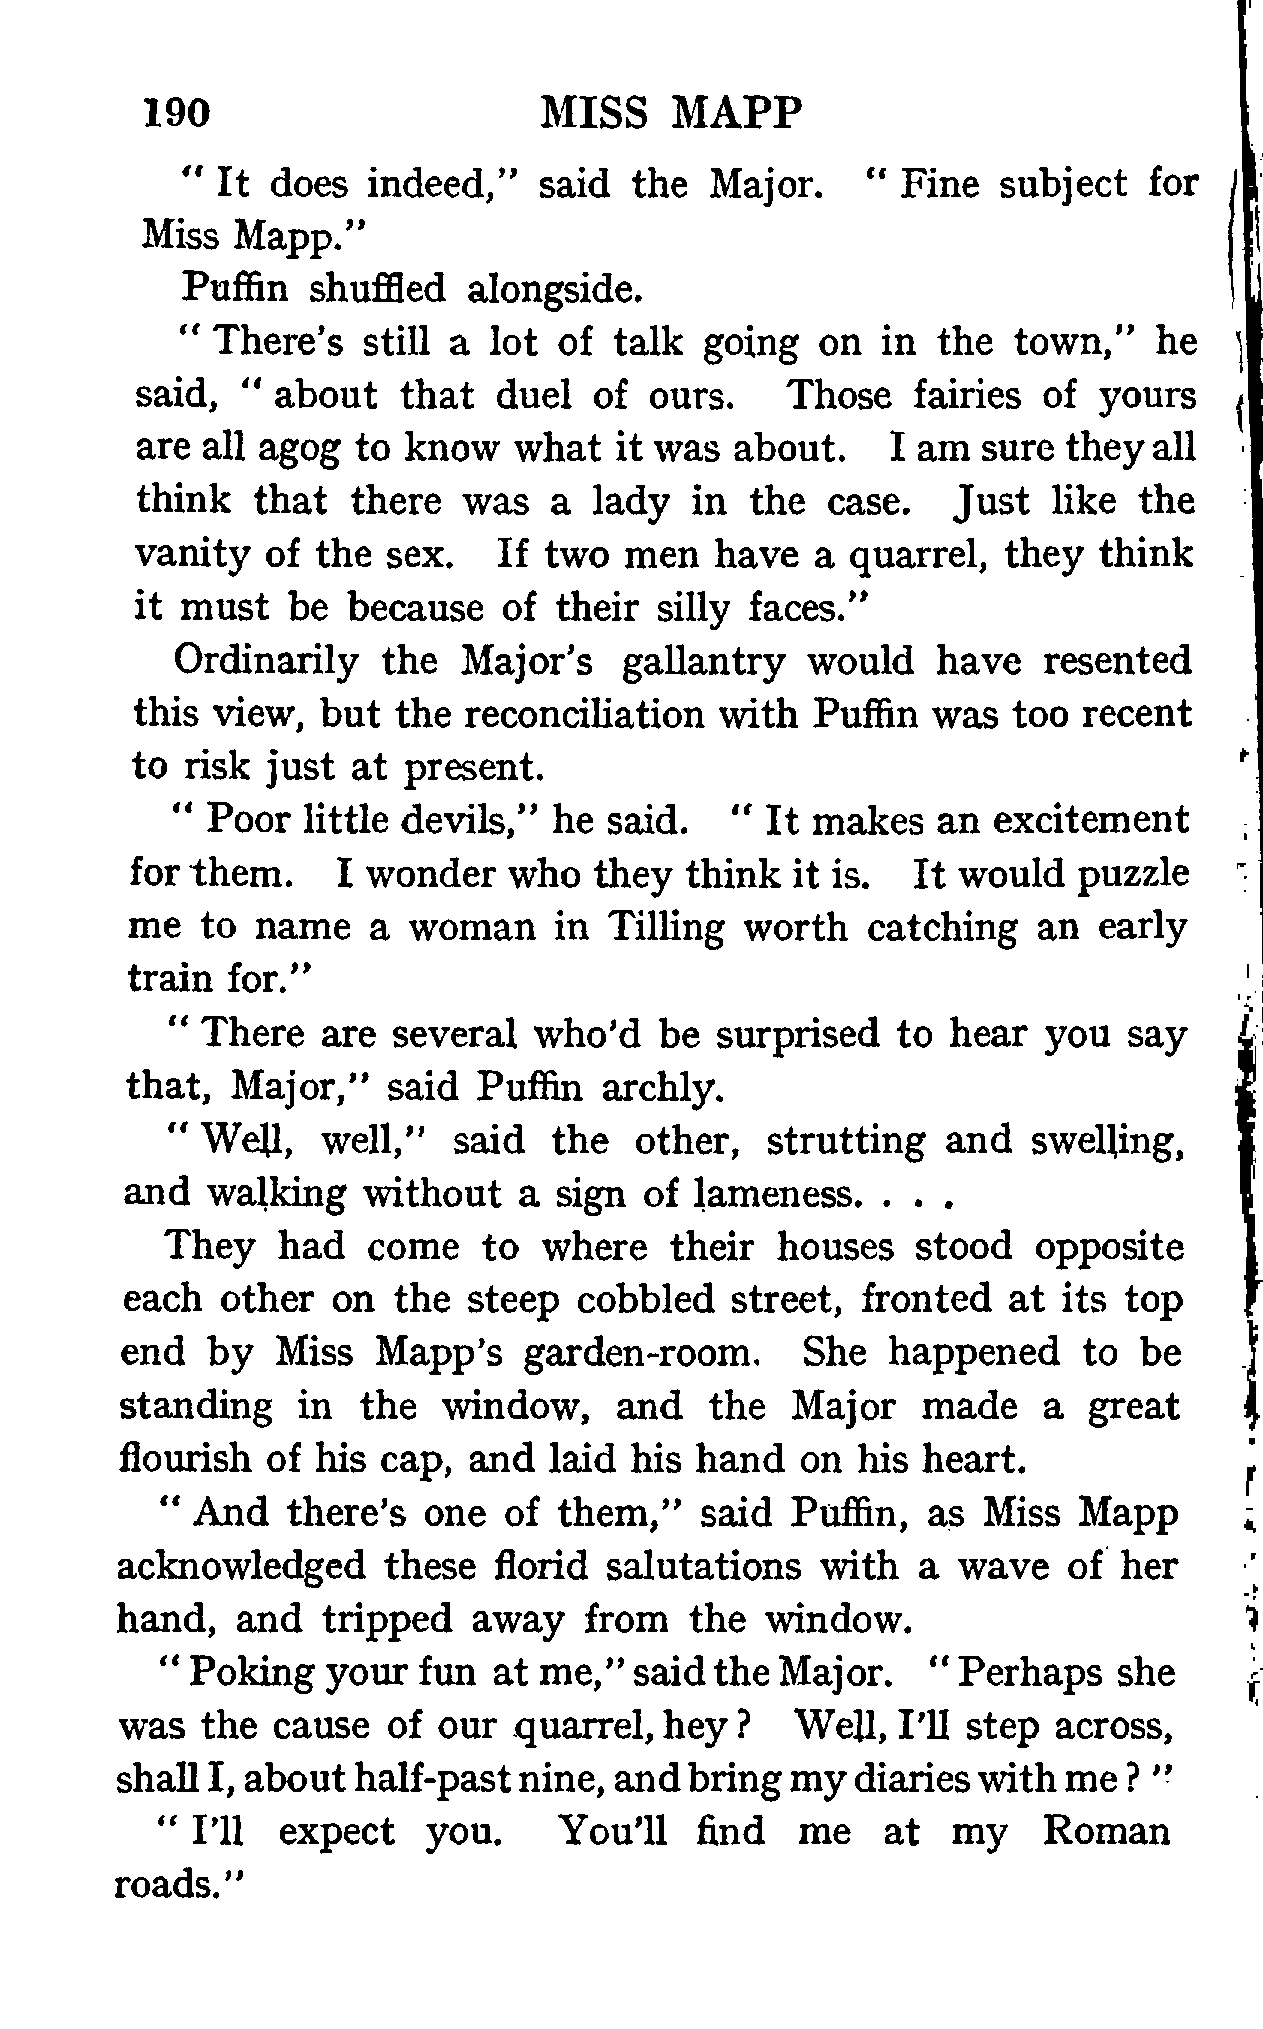 190 MISS MAPP
" It does indeed," said the Major. " Fine subject for
Miss Mapp."
Puffin shuffled alongside.
" There's still a lot of talk going on in the town," he
said, " about that duel of ours. Those fairies of yours
are all agog to know what it was about. I am sure they all
think that there was a lady in the case. Just like the
vanity of the sex. If two men have a quarrel, they think
it must be because of their silly faces."
Ordinarily the Major's gallantry would have resented
this view, but the reconciliation with Puffin was too recent
to risk just at present.
" Poor little devils," he said. " It makes an excitement
for them. I wonder who they think it is. It would puzzle
me to name a woman in Tilling worth catching an early
train for."
" There are several who'd be surprised to hear you say
that, Major," said Puffin archly.
" Well, well," said the other, strutting and swelling,
and walking without a sign of lameness. . . .
They had come to where their houses stood opposite
each other on the steep cobbled street, fronted at its top
end by Miss Mapp's garden-room. She happened to be
standing in the window, and the Major made a great
flourish of his cap, and laid his hand on his heart.
" And there's one of them," said Puffin, as Miss Mapp
acknowledged these florid salutations with a wave of her
hand, and tripped away from the window.
" Poking your fun at me," said the Major. " Perhaps she
was the cause of our quarrel, hey ? Well, I'll step across,
shall I, about half-past nine, and bring my diaries with me ? "
" I'll expect you. You'll find me at my Roman
roads."